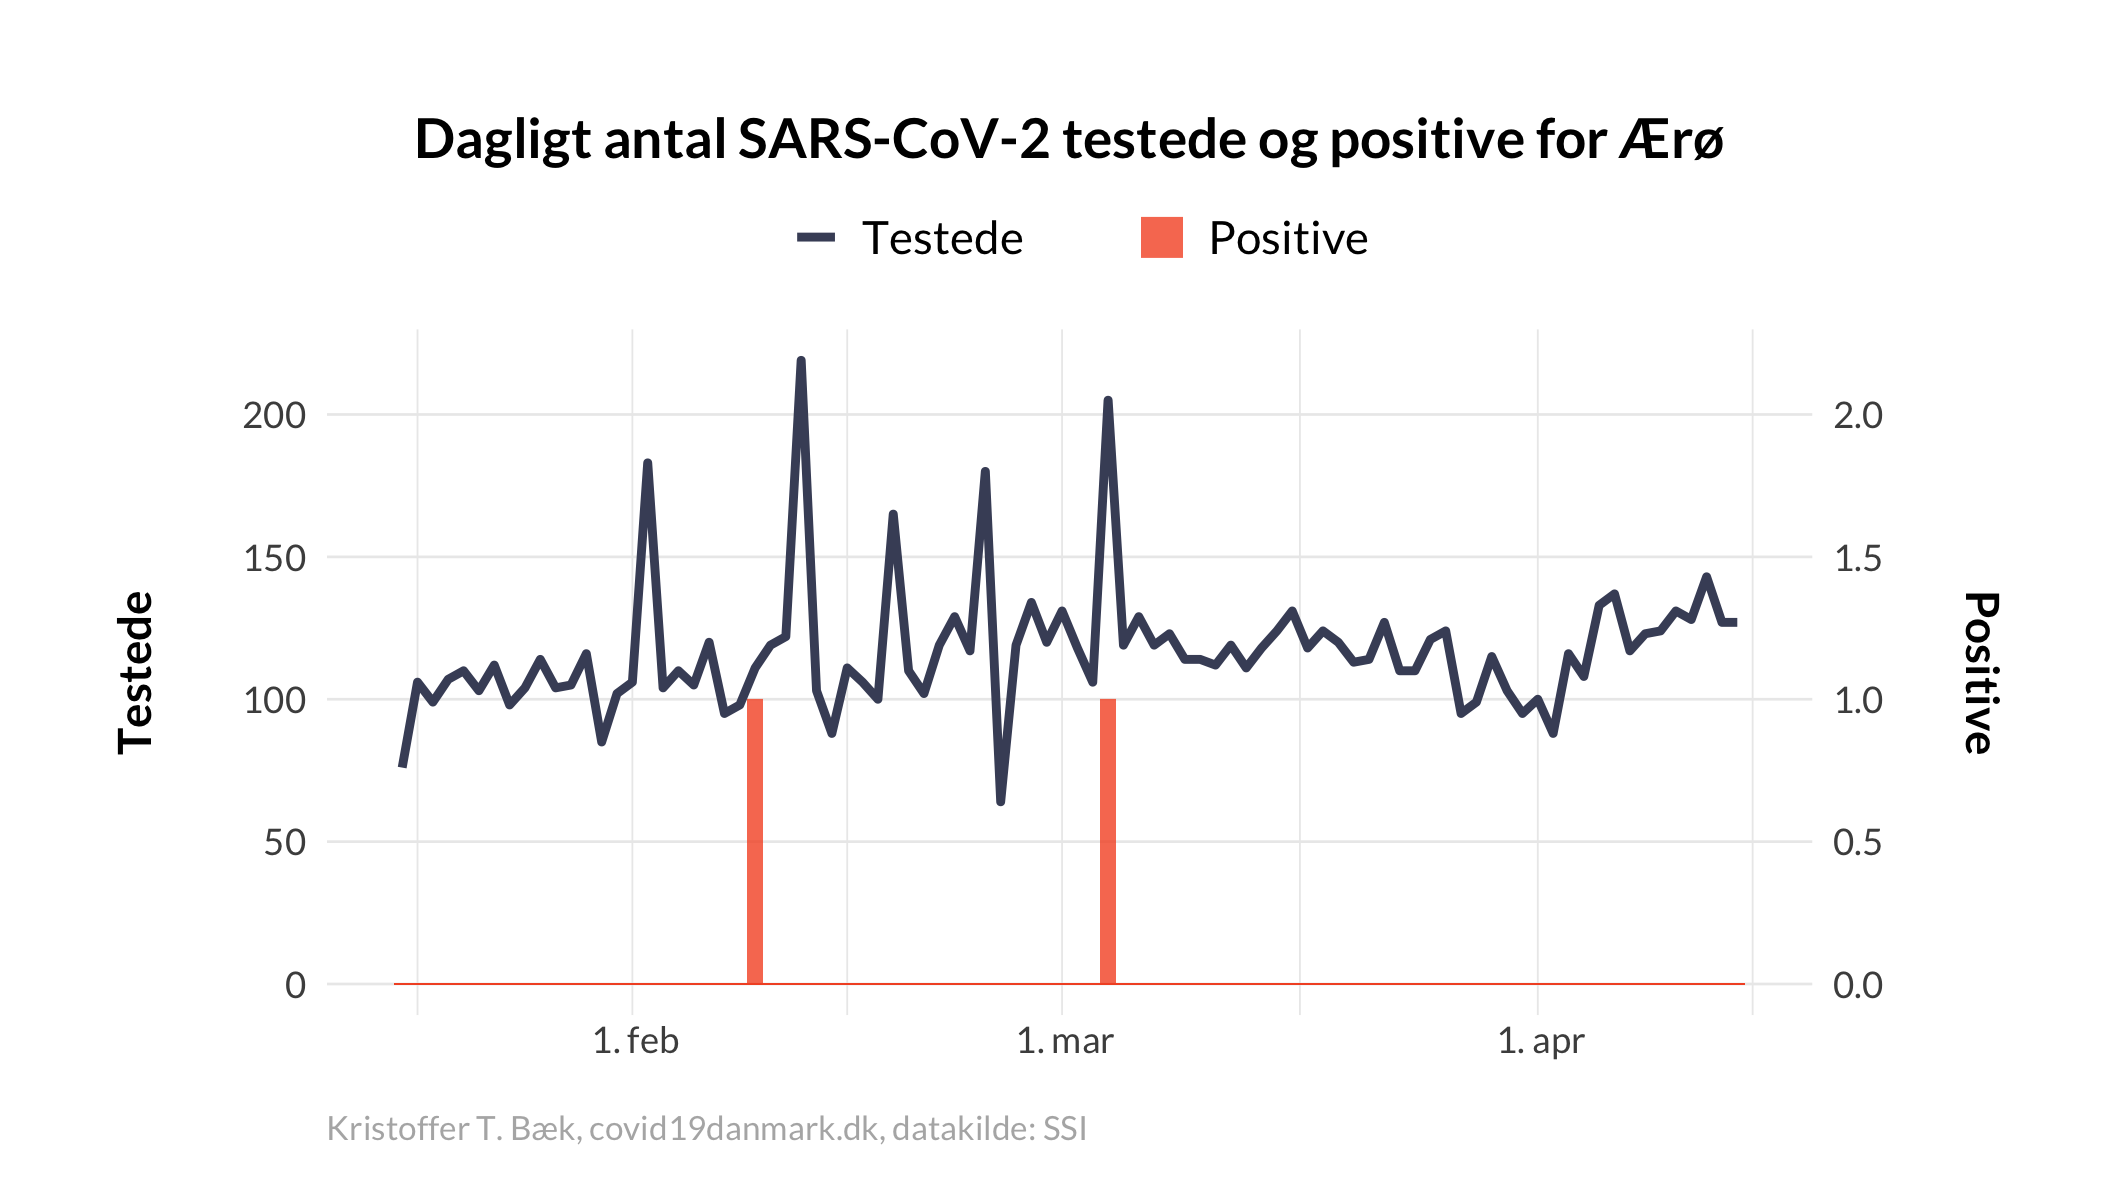 Dagligt antal SARS-CoV-2 testede og positive for Ærø
Testede Positive
200 2.0
150 1.5
100 1.0
50 0.5
0 0.0
Testede
Positive
1. feb 1. mar 1. apr
Kristoffer T. Bæk, covid19danmark.dk, datakilde: SSI